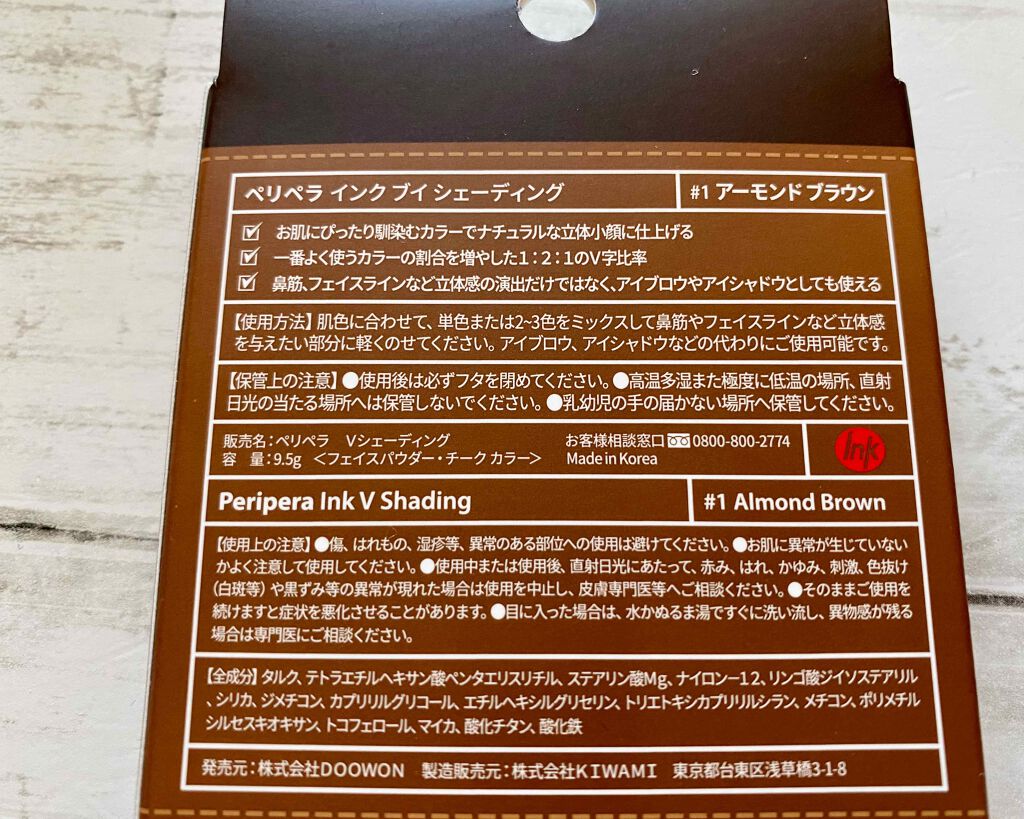 ペリペラ インク ブイ シェーディング #1 アーモンド ブラウン
お肌にぴったり馴染むカラーでナチュラルな立体小顔に仕上げる
一番よく使うカラーの割合を増やした1:2:1のV字比率
鼻筋、フェイスラインなど立体感の演出だけではなく、アイブロウやアイシャドウとしても使える
【使用方法】肌色に合わせて、単色または2~3色をミックスして鼻筋やフェイスラインなど立体感
を与えたい部分に軽くのせてください。アイブロウ、アイシャドウなどの代わりにご使用可能です。
【保管上の注意】●使用後は必ずフタを閉めてください。●高温多湿また極度に低温の場所、直射
日光の当たる場所へは保管しないでください。●乳幼児の手の届かない場所へ保管してください。
販売名:ペリペラ Vシェーディング お客様相談窓口 0800-800-2774
容 量:9.5g <フェイスパウダー・チーク カラー> Made in Korea
Ink
Peripera Ink V Shading #1 Almond Brown
【使用上の注意】●傷、はれもの、湿疹等、異常のある部位への使用は避けてください。●お肌に異常が生じていない
かよく注意して使用してください。●使用中または使用後、直射日光にあたって、赤み、はれ、かゆみ、刺激、色抜け
(白斑等)や黒ずみ等の異常が現れた場合は使用を中止し、皮膚専門医等へご相談ください。●そのままご使用を
続けますと症状を悪化させることがあります。●目に入った場合は、水かぬるま湯ですぐに洗い流し、異物感が残る
場合は専門医にご相談ください。
【全成分】タルク、テトラエチルヘキサン酸ペンタエリスリチル、ステアリン酸Mg、ナイロン-12、リンゴ酸ジイソステアリル
、シリカ、ジメチコン、カプリリルグリコール、エチルヘキシルグリセリン、トリエトキシカプリリルシラン、メチコン、ポリメチル
シルセスキオキサン、トコフェロール、マイカ、酸化チタン、酸化鉄
発売元:株式会社DOOWON 製造販売元:株式会社KIWAMI 東京都台東区浅草橋3-1-8